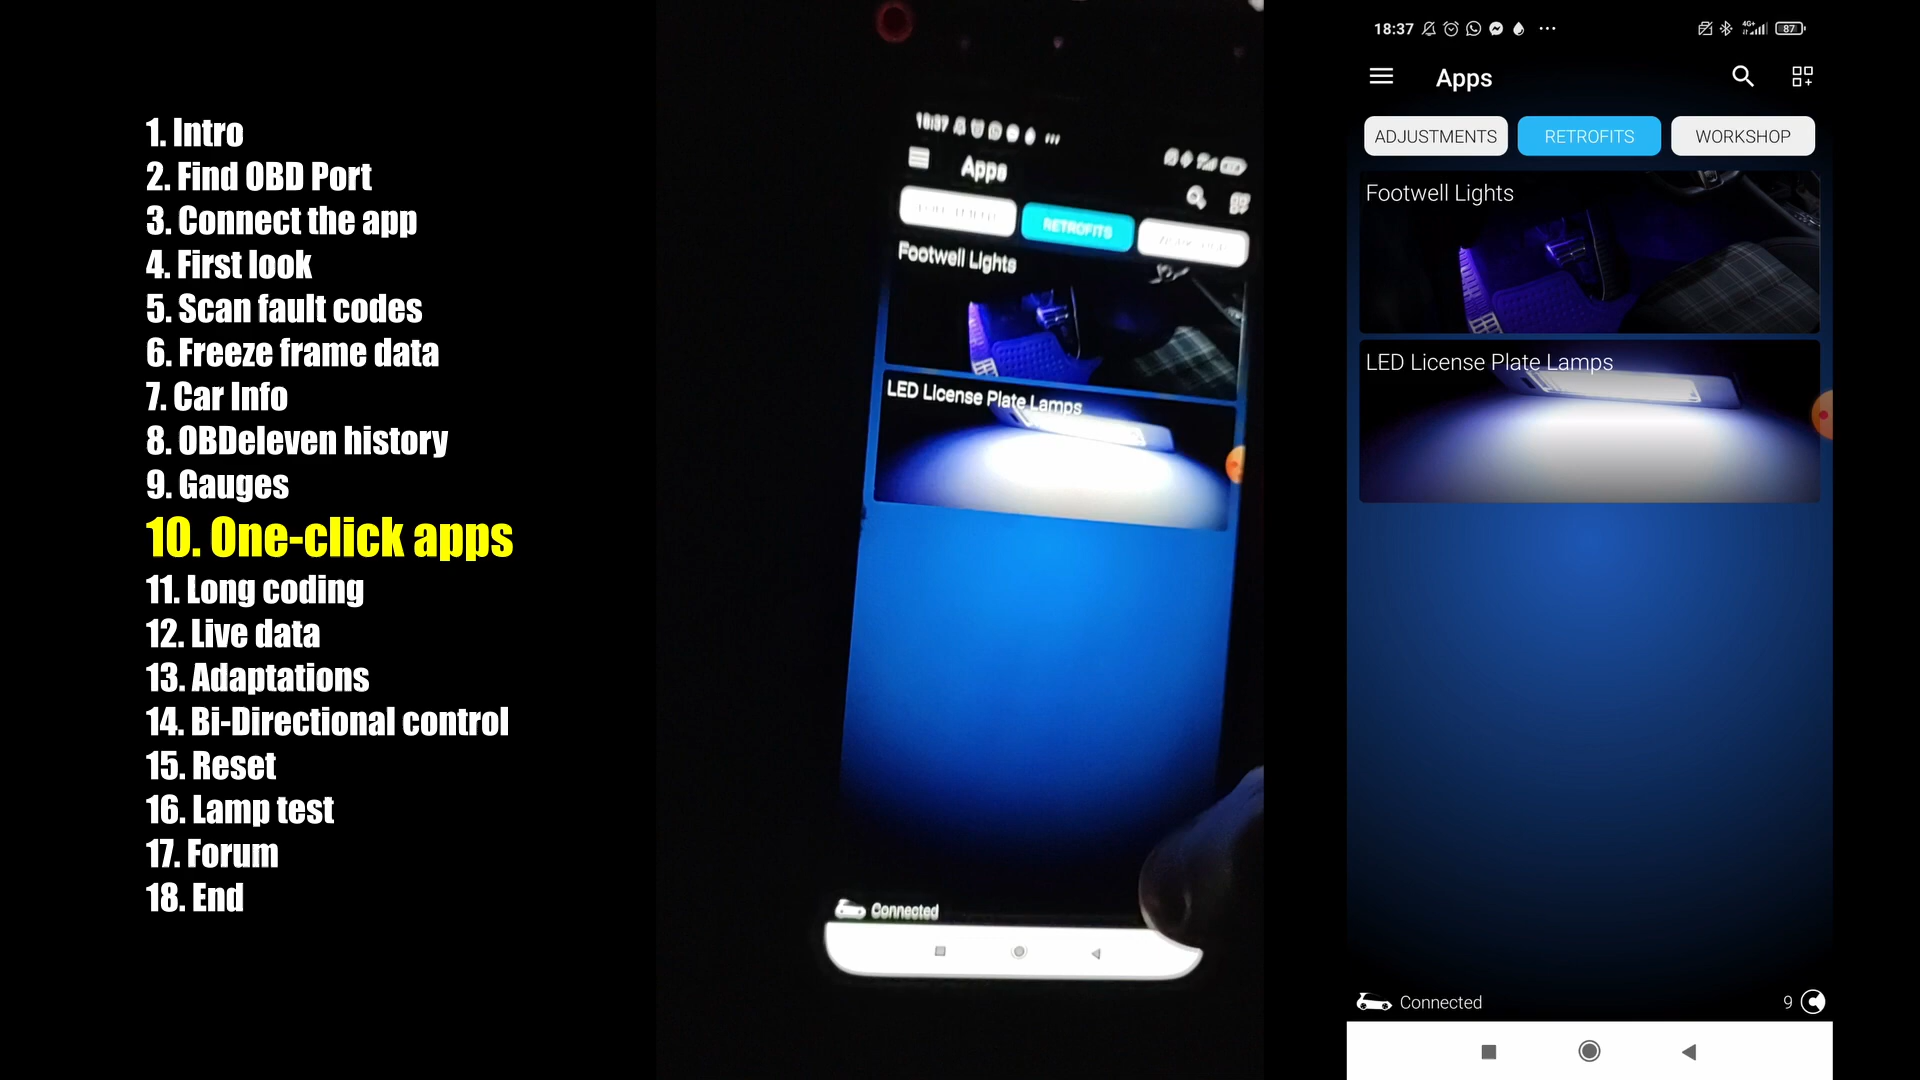 1. Intro
2. Find OBD Port
3. Connect the app
4. First look
5. Scan fault codes
6. Freeze frame data
7. Car Info
8. OBDeleven history
9. Gauges
10. One-click apps
11. Long coding
12. Live data
13. Adaptations
14. Bi-Directional control
15. Reset
16. Lamp test
17. Forum
18. End
18:37
Apps
RETROFITS
Footwell Lights
LED License Plate Lamps
Connected
18:37
4G+
87
Apps
ADJUSTMENTS
RETROFITS
WORKSHOP
Footwell Lights
LED License Plate Lamps
Connected
9